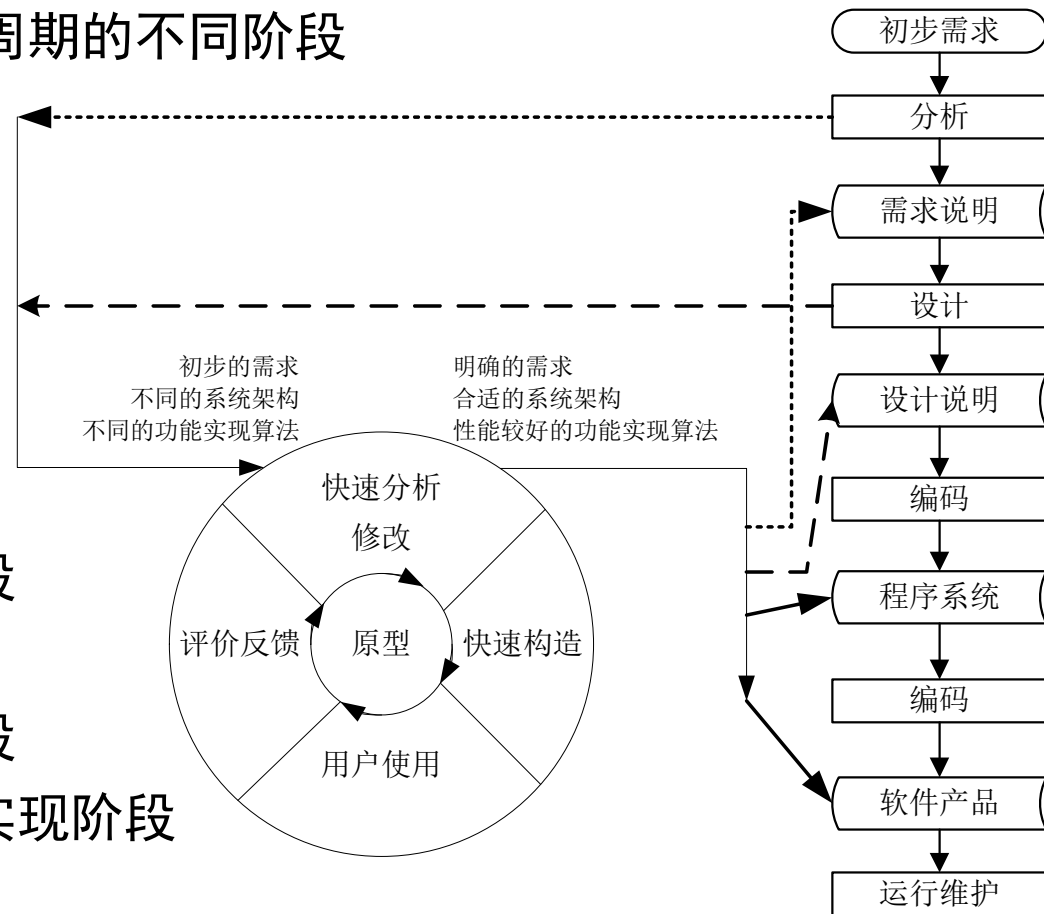 周期的不同阶段
初步需求
分析
需求说明
设计
初步的需求
不同的系统架构
不同的功能实现算法
明确的需求
合适的系统架构
性能较好的功能实现算法
设计说明
快速分析
修改
编码
段
评价反馈
原型
快速构造
程序系统
编码
段
用户使用
实现阶段
软件产品
运行维护